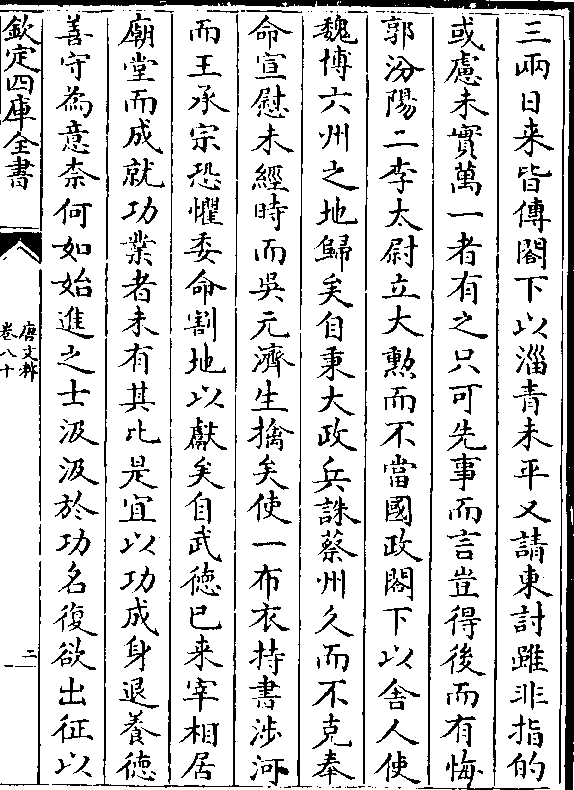 三兩日来皆傳閣下以淄青未平又請東討雖非指的
或慮未實萬一者有之只可先事而言豈得後而有悔
郭汾陽二李太尉立大勲而不當國政閣下以舍人使
魏博六州之地歸矣自秉大政兵誅蔡州久而不克奉
命宣慰未經時而吳元濟生擒矣使一布衣持書涉河
而王承宗恐懼委命割地以獻矣自武徳已来宰相居
廟堂而成就功業者未有其比是宜以功成身退養徳
善守為意柰何如始進之士汲汲於功名復欲出征以
欽定四庫全書
唐文粹
卷八十
二